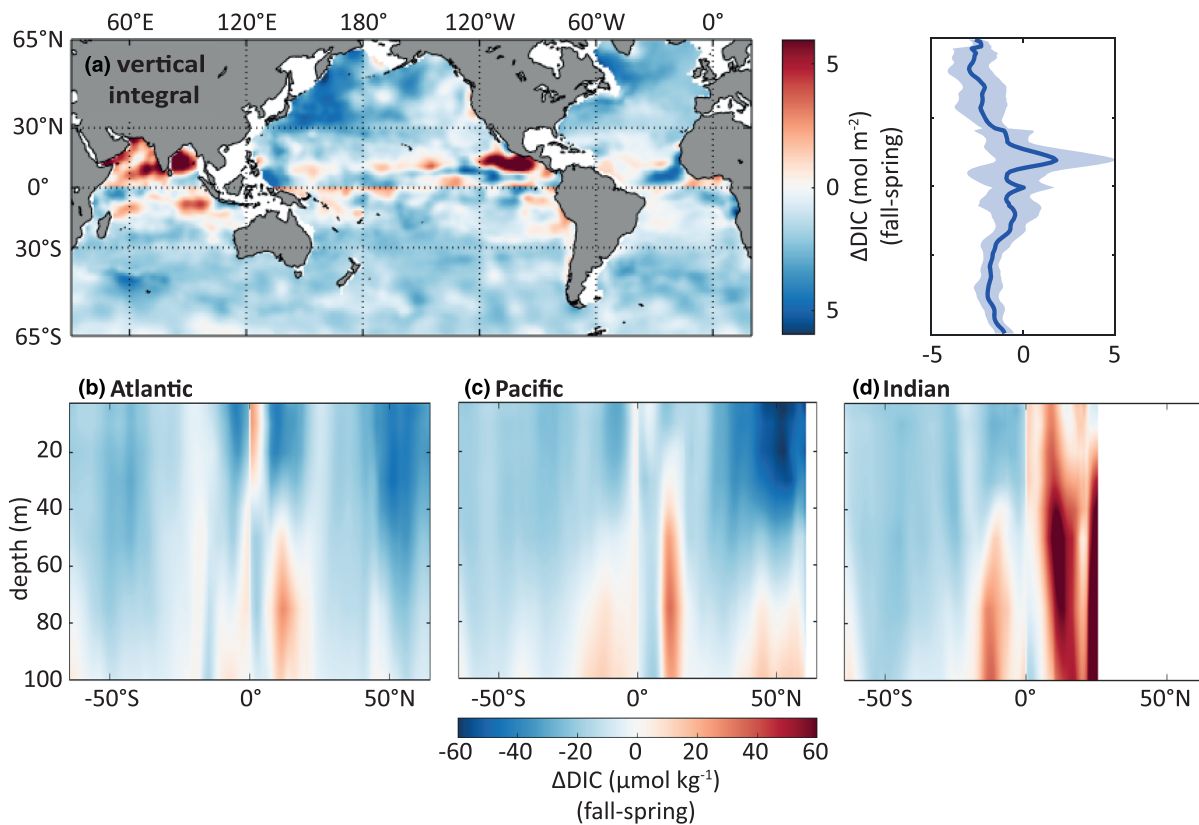 60°E 120°E 180° 120°W 60°W 0°
65°N
30°N
0°
30°S
65°S
(a) vertical
integral
5
0
5
ΔDIC (mol m⁻²)
(fall-spring)
-5 0 5
(b) Atlantic
(c) Pacific
(d) Indian
depth (m)
20
40
60
80
100
-50°S 0° 50°N
-50°S 0° 50°N
-50°S 0° 50°N
-60 -40 -20 0 20 40 60
ΔDIC (μmol kg⁻¹)
(fall-spring)